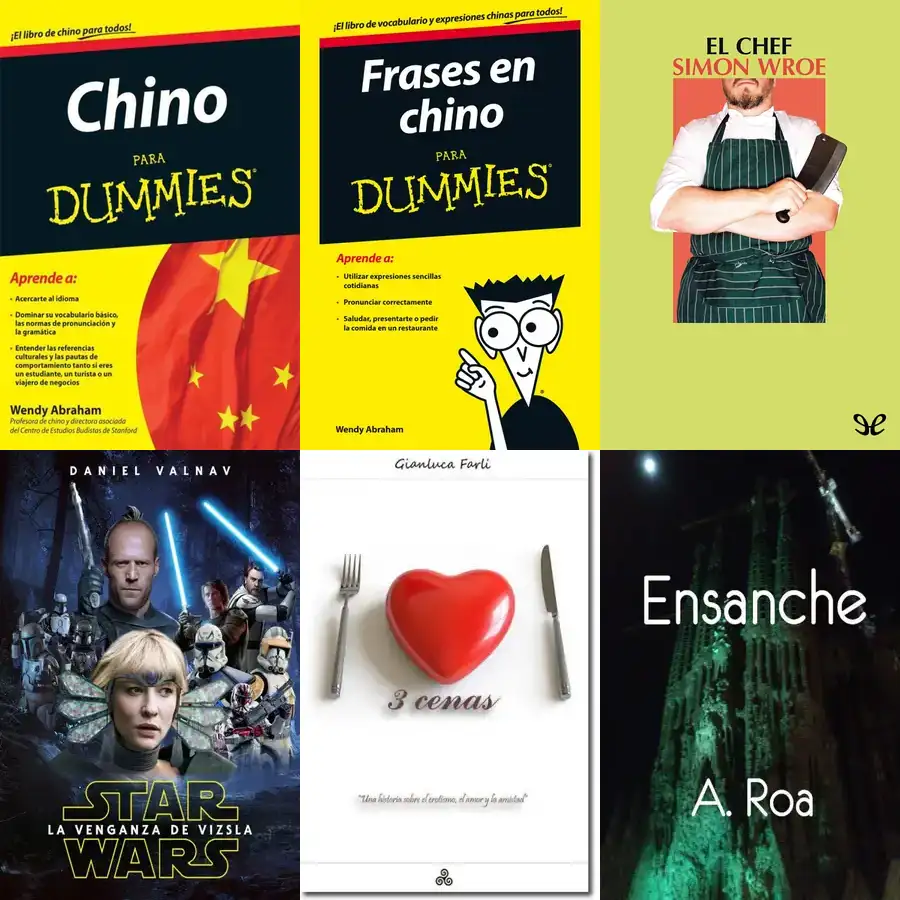 ¡El libro de chino para todos!
Chino
PARA
DUMMIES®
Aprende a:
• Acercarte al idioma
• Dominar su vocabulario básico,
las normas de pronunciación y
la gramática
• Entender las referencias
culturales y las pautas de
comportamiento tanto si eres
un estudiante, un turista o un
viajero de negocios
Wendy Abraham
Profesora de chino y directora asociada
del Centro de Estudios Budistas de Stanford
¡El libro de vocabulario y expresiones chinas para todos!
Frases en
chino
PARA
DUMMIES®
Aprende a:
• Utilizar expresiones sencillas
cotidianas
• Pronunciar correctamente
• Saludar, presentarte o pedir
la comida en un restaurante
Wendy Abraham
EL CHEF
SIMON WROE
DANIEL VALNAV
STAR
LA VENGANZA DE VIZSLA
WARS
Gianluca Farli
3 cenas
"Una historia sobre el erotismo, el amor y la amistad"
Ensanche
A. Roa